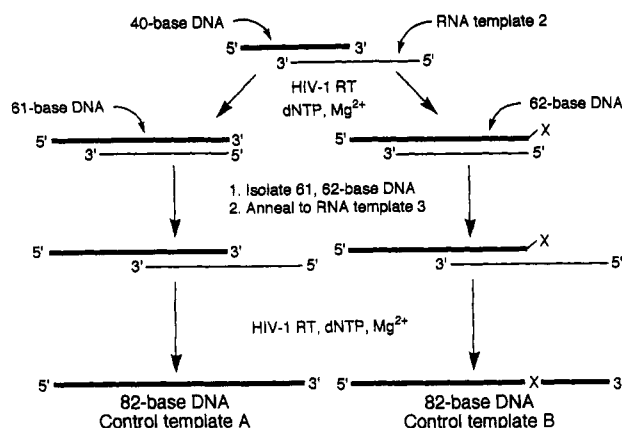 40-base DNA
RNA template 2
5' 3'
3' 5'
HIV-1 RT
dNTP, Mg²⁺
61-base DNA
62-base DNA
5' 3' 5' X
3' 5' 3' 5'
1. Isolate 61, 62-base DNA
2. Anneal to RNA template 3
5' 3' 5' X
3' 5' 3' 5'
HIV-1 RT, dNTP, Mg²⁺
5' 3' 5' X 3'
82-base DNA 82-base DNA
Control template A Control template B